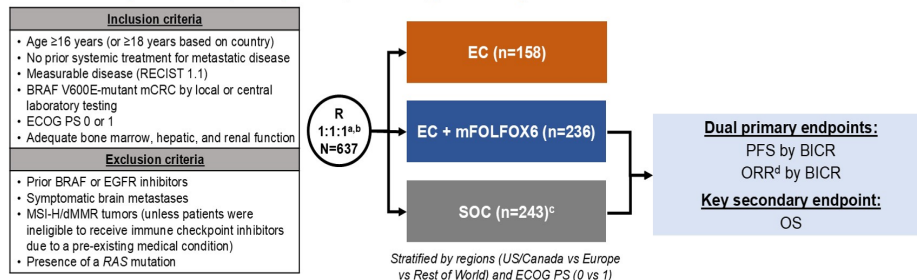 Inclusion criteria
• Age ≥16 years (or ≥18 years based on country)
• No prior systemic treatment for metastatic disease
• Measurable disease (RECIST 1.1)
• BRAF V600E-mutant mCRC by local or central
laboratory testing
• ECOG PS 0 or 1
• Adequate bone marrow, hepatic, and renal function
Exclusion criteria
• Prior BRAF or EGFR inhibitors
• Symptomatic brain metastases
• MSI-H/dMMR tumors (unless patients were
ineligible to receive immune checkpoint inhibitors
due to a pre-existing medical condition)
• Presence of a RAS mutation
R
1:1:1a,b
N=637
EC (n=158)
EC + mFOLFOX6 (n=236)
SOC (n=243)c
Stratified by regions (US/Canada vs Europe
vs Rest of World) and ECOG PS (0 vs 1)
Dual primary endpoints:
PFS by BICR
ORRd by BICR
Key secondary endpoint:
OS